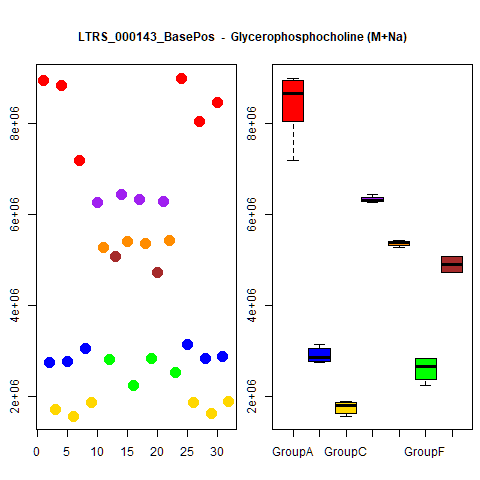 LTRS_000143_BasePos - Glycerophosphocholine (M+Na)
8e+06
6e+06
4e+06
2e+06
0 5 10 15 20 25 30
8e+06
6e+06
4e+06
2e+06
GroupA GroupC GroupF